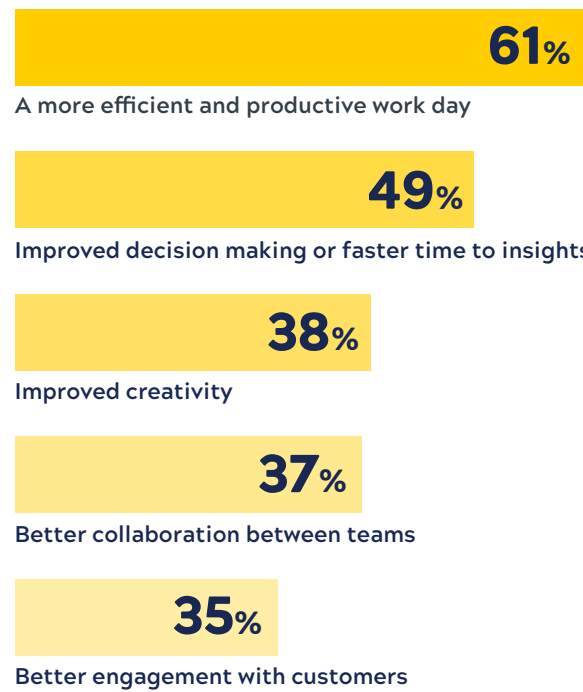 61%
A more efficient and productive work day
49%
Improved decision making or faster time to insights
38%
Improved creativity
37%
Better collaboration between teams
35%
Better engagement with customers